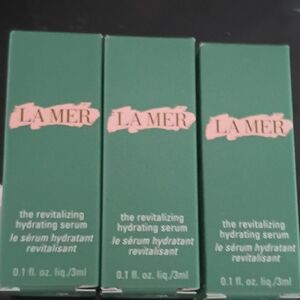 LA MER
the revitalizing
hydrating serum
le sérum hydratant
revitalisant
0.1 fl. oz. liq./3ml
LA MER
the revitalizing
hydrating serum
le sérum hydratant
revitalisant
0.1 fl. oz. liq./3ml
LA MER
the revitalizing
hydrating serum
le sérum hydratant
revitalisant
0.1 fl. oz. liq./3ml